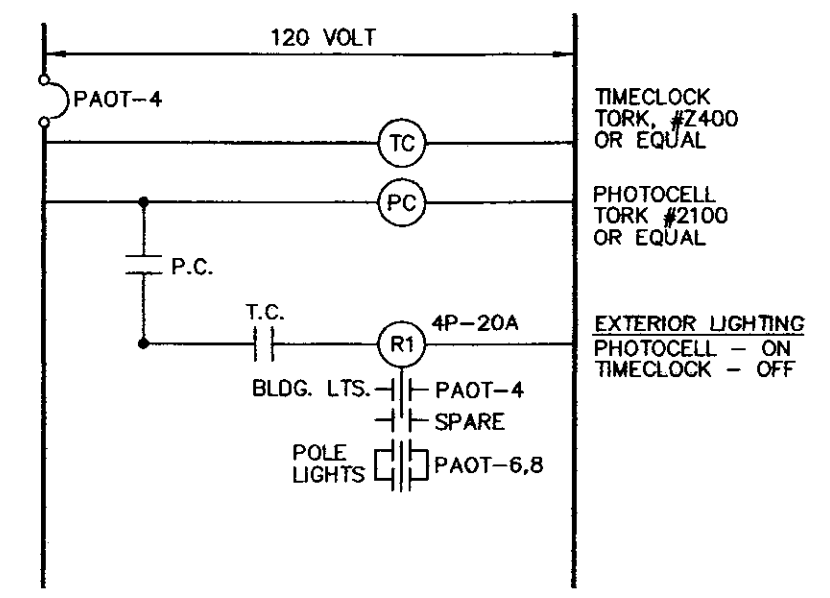 120 VOLT
PAOT-4
TC
TIMECLOCK
TORK, #Z400
OR EQUAL
PC
PHOTOCELL
TORK #2100
OR EQUAL
P.C.
T.C.
R1
4P-20A
EXTERIOR LIGHTING
PHOTOCELL - ON
TIMECLOCK - OFF
BLDG. LTS.
PAOT-4
SPARE
POLE
LIGHTS
PAOT-6,8